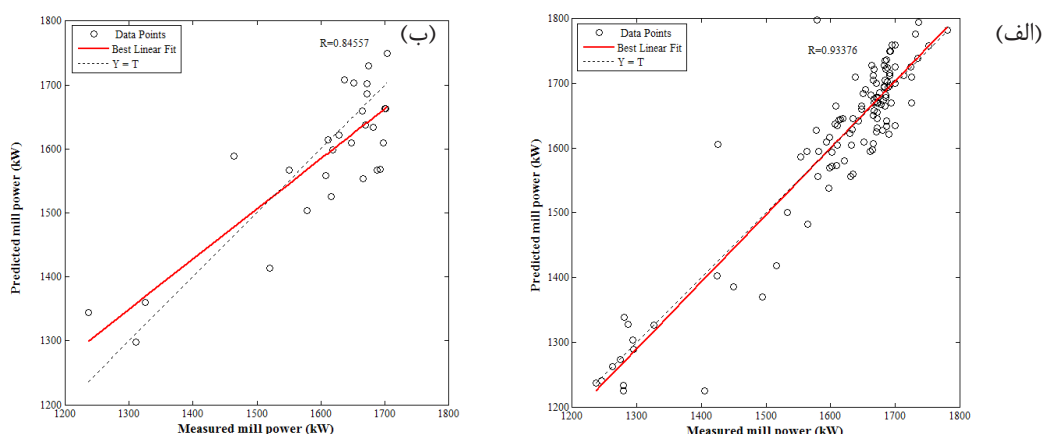 1800
1700
1600
1500
1400
1300
1200
Predicted mill power (kW)
Data Points
Best Linear Fit
Y = T
R=0.84557
(ب)
1200 1300 1400 1500 1600 1700 1800
Measured mill power (kW)
1800
1700
1600
1500
1400
1300
1200
Predicted mill power (kW)
Data Points
Best Linear Fit
Y = T
R=0.93376
(الف)
1200 1300 1400 1500 1600 1700 1800
Measured mill power (kW)